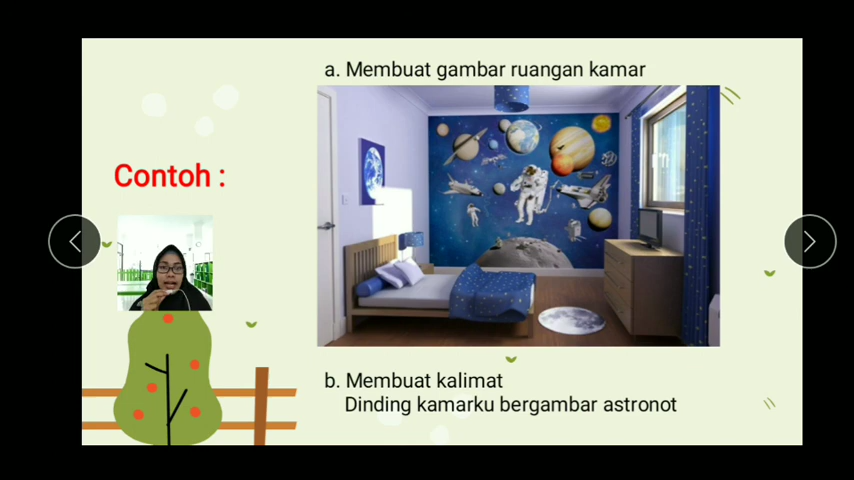 a. Membuat gambar ruangan kamar
Contoh :
b. Membuat kalimat
Dinding kamarku bergambar astronot